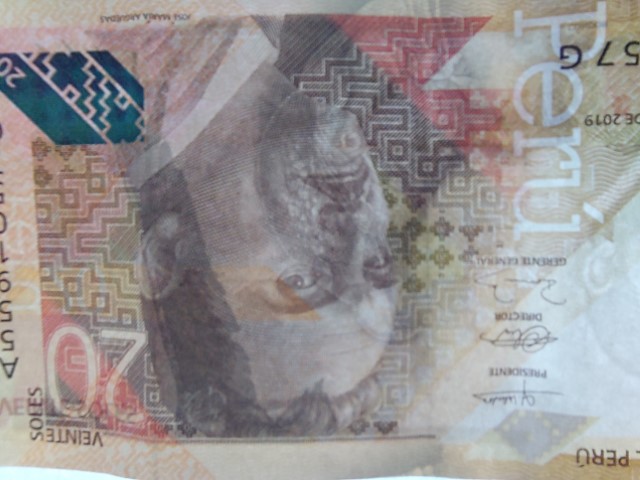 L PERÚ
VEINTE
SOLES
20
PRESIDENTE
DIRECTOR
GERENTE GENERAL
Perú
DE 2019
57 G
A
5
5
9
1
0
5
JOSÉ MARÍA ARGUEDAS
20